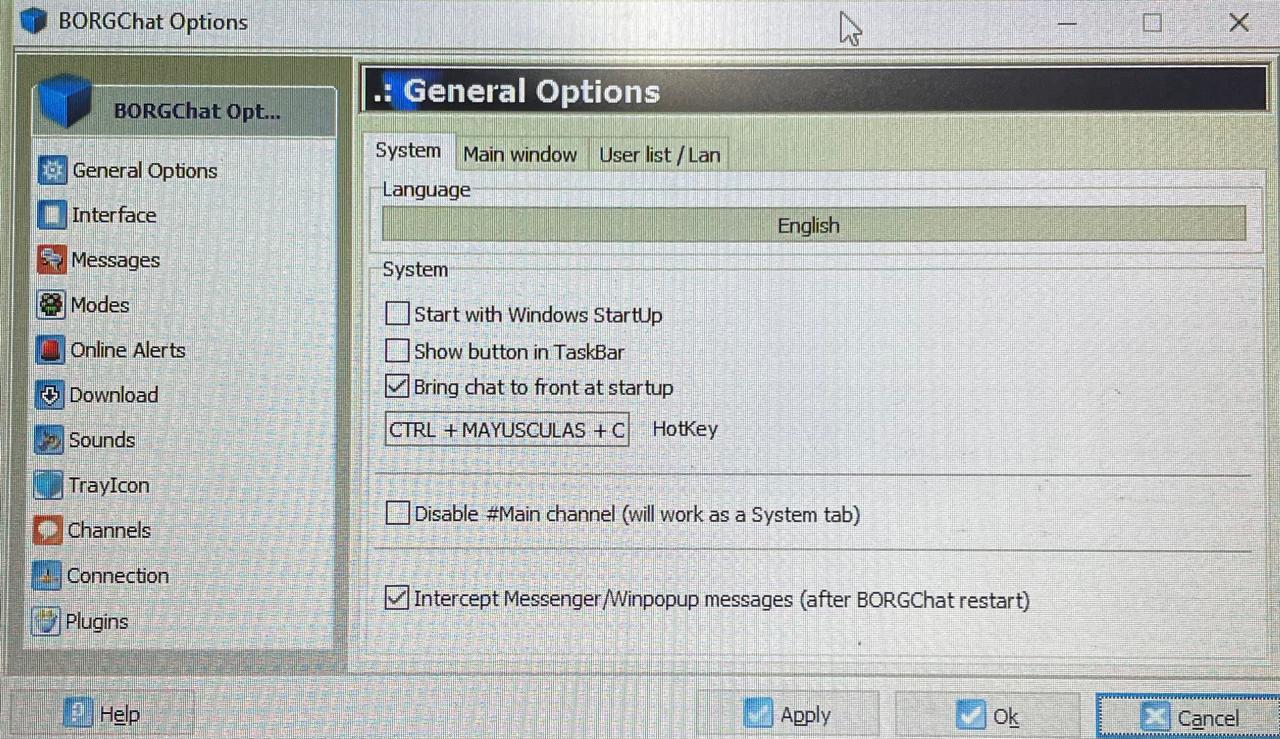 BORGChat Options
BORGChat Opt...
General Options
Interface
Messages
Modes
Online Alerts
Download
Sounds
TrayIcon
Channels
Connection
Plugins
.: General Options
System
Main window
User list / Lan
Language
English
System
Start with Windows StartUp
Show button in TaskBar
Bring chat to front at startup
CTRL + MAYUSCULAS + C
HotKey
Disable #Main channel (will work as a System tab)
Intercept Messenger/Winpopup messages (after BORGChat restart)
Help
Apply
Ok
Cancel